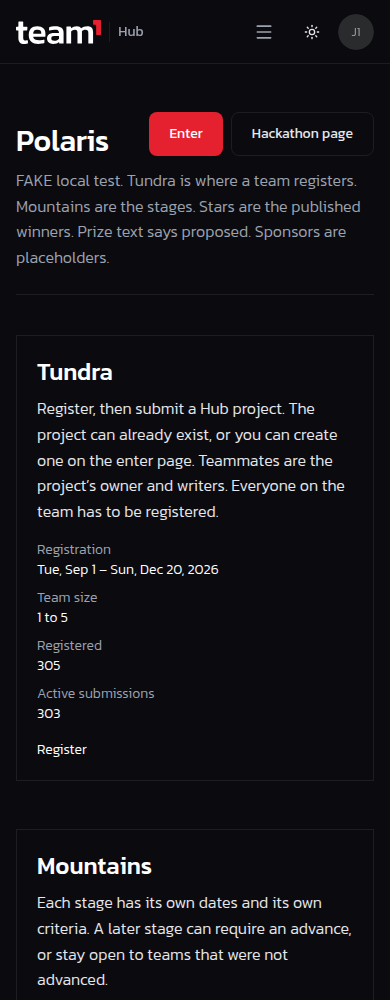 team1 Hub J1
Polaris Enter Hackathon page
FAKE local test. Tundra is where a team registers.
Mountains are the stages. Stars are the published
winners. Prize text says proposed. Sponsors are
placeholders.
Tundra
Register, then submit a Hub project. The
project can already exist, or you can create
one on the enter page. Teammates are the
project's owner and writers. Everyone on the
team has to be registered.
Registration
Tue, Sep 1 – Sun, Dec 20, 2026
Team size
1 to 5
Registered
305
Active submissions
303
Register
Mountains
Each stage has its own dates and its own
criteria. A later stage can require an advance,
or stay open to teams that were not
advanced.